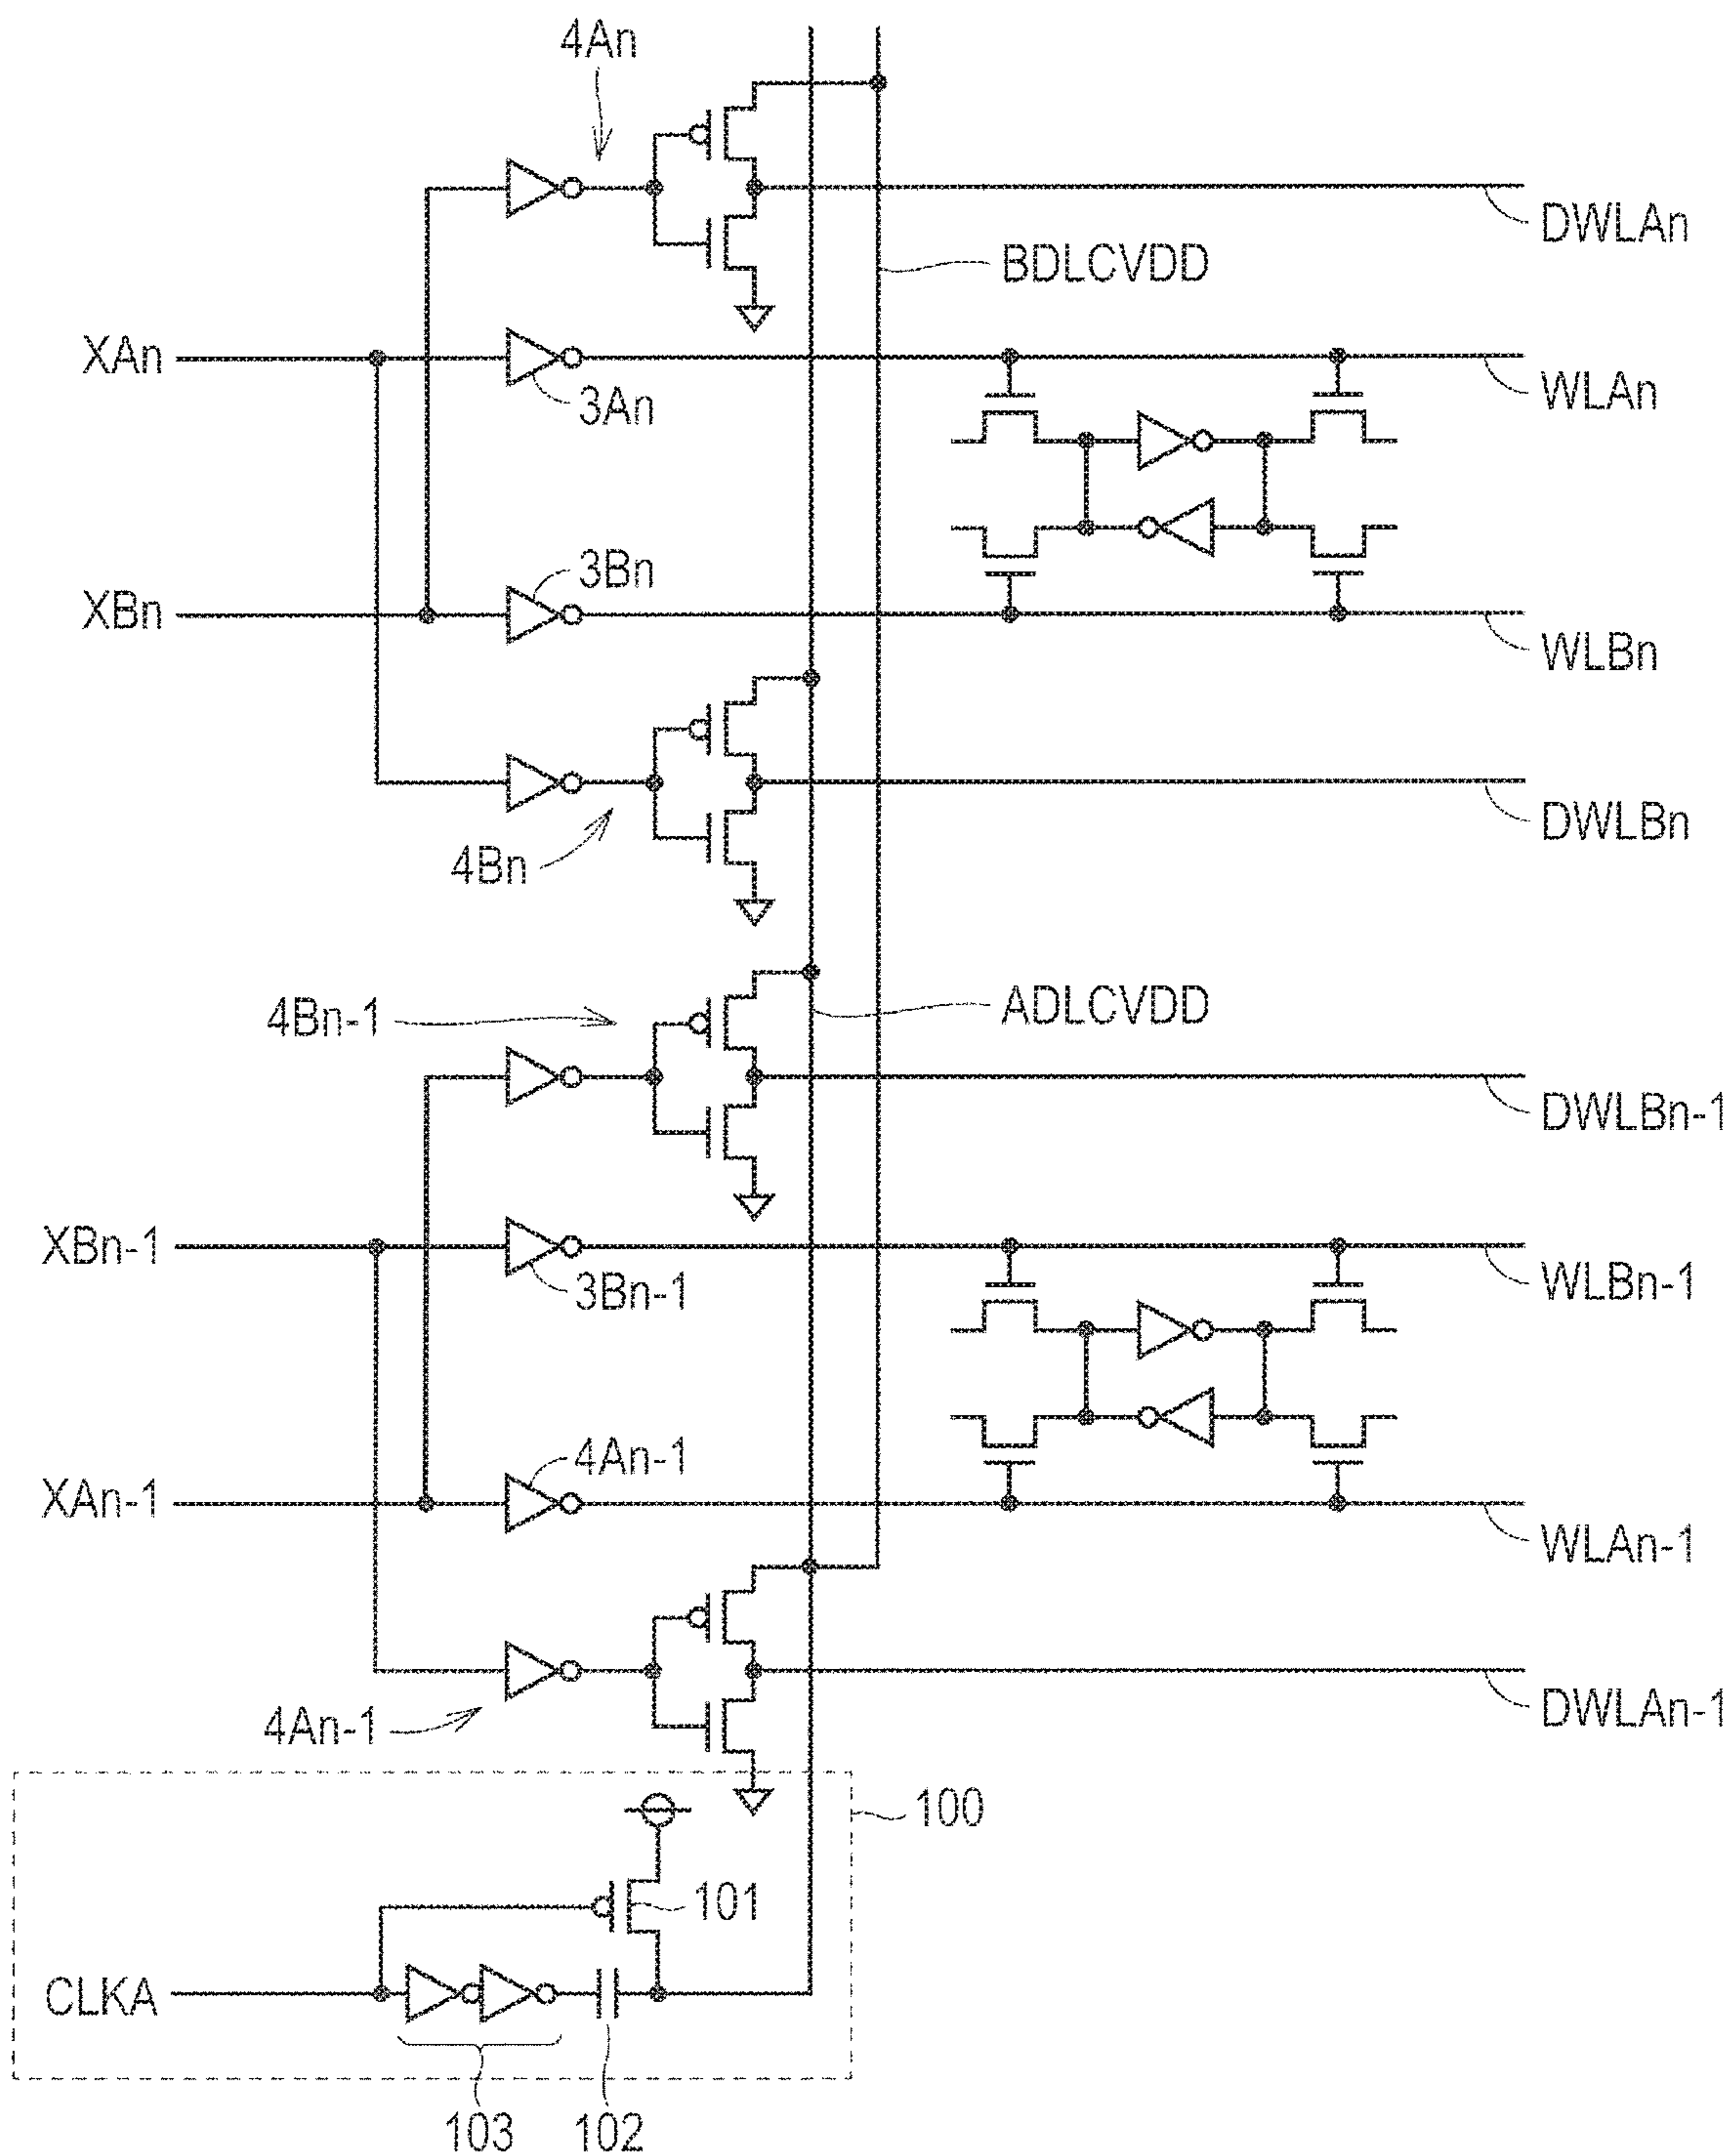 4An
DWLAn
BDLCVDD
XAn
3An
WLAn
3Bn
XBn
WLBn
4Bn
DWLBn
4Bn-1
ADLCVDD
DWLBn-1
XBn-1
3Bn-1
WLBn-1
4An-1
XAn-1
WLAn-1
4An-1
DWLAn-1
100
101
CLKA
103
102